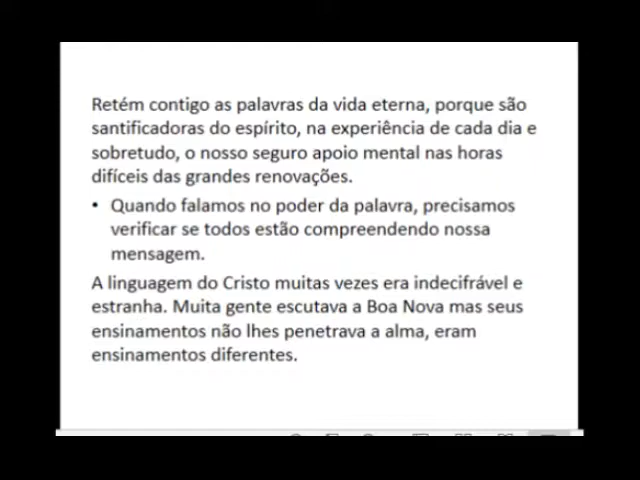 Retém contigo as palavras da vida eterna, porque são
santificadoras do espírito, na experiência de cada dia e
sobretudo, o nosso seguro apoio mental nas horas
difíceis das grandes renovações.
• Quando falamos no poder da palavra, precisamos
verificar se todos estão compreendendo nossa
mensagem.
A linguagem do Cristo muitas vezes era indecifrável e
estranha. Muita gente escutava a Boa Nova mas seus
ensinamentos não lhes penetrava a alma, eram
ensinamentos diferentes.